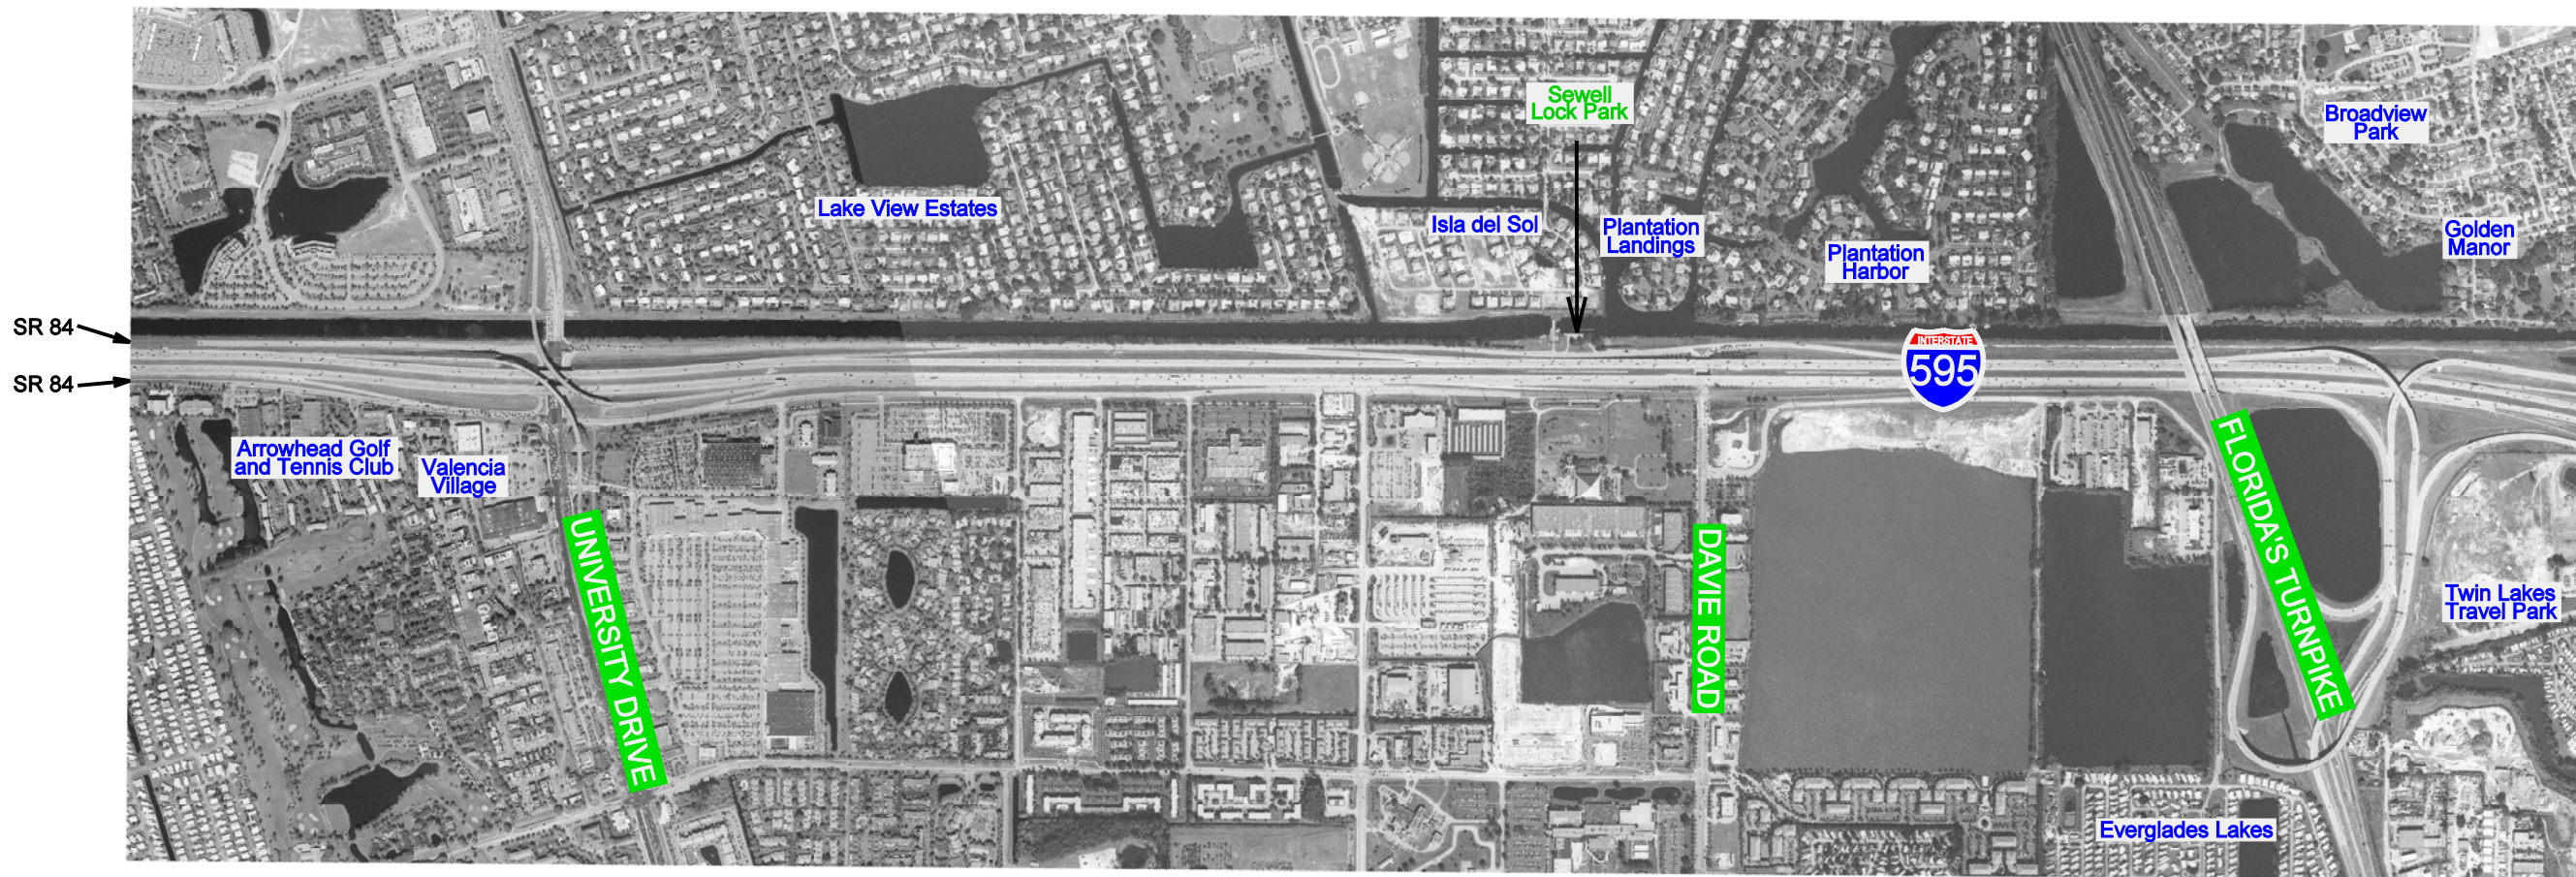 Sewell
Lock Park
Broadview
Park
Lake View Estates
Isla del Sol
Plantation
Landings
Plantation
Harbor
Golden
Manor
SR 84
SR 84
INTERSTATE
595
Arrowhead Golf
and Tennis Club
Valencia
Village
UNIVERSITY DRIVE
DAVIE ROAD
FLORIDA'S TURNPIKE
Twin Lakes
Travel Park
Everglades Lakes